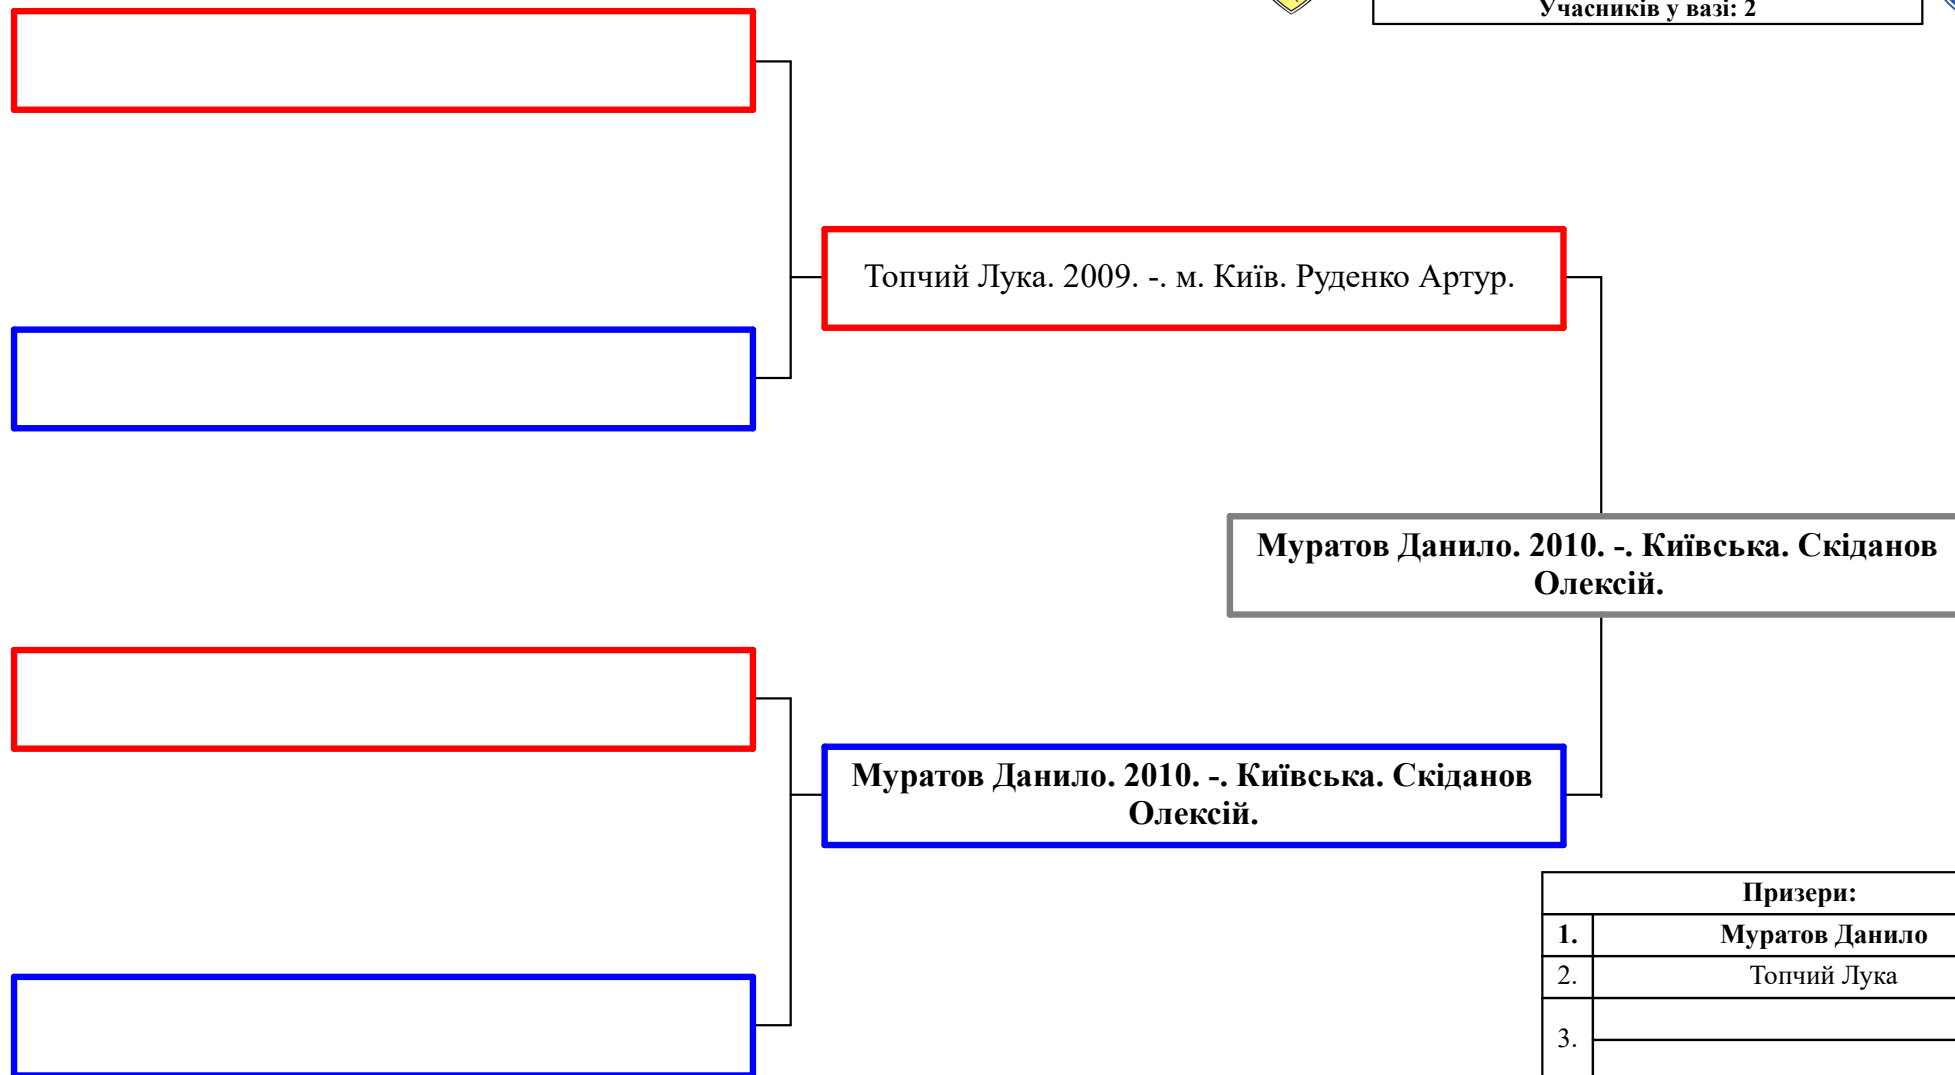 Учасників у вазі: 2
Топчий Лука. 2009. -. м. Київ. Руденко Артур.
Муратов Данило. 2010. -. Київська. Скіданов
Олексій.
Муратов Данило. 2010. -. Київська. Скіданов
Олексій.
Призери:
1. Муратов Данило
2. Топчий Лука
3.